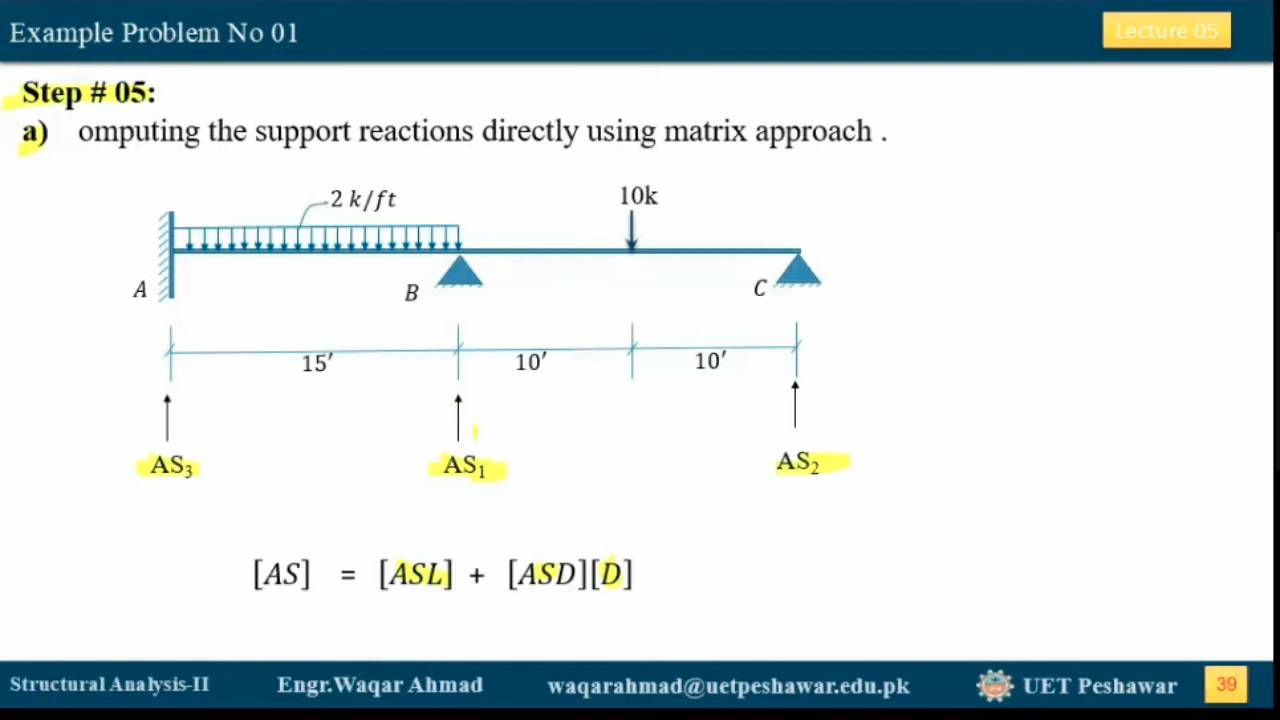 Example Problem No 01
Lecture 05
Step # 05:
a) omputing the support reactions directly using matrix approach .
2 k/ft
10k
A
B
C
15′
10′
10′
AS₃
AS₁
AS₂
[AS] = [ASL] + [ASD][D]
Structural Analysis-II Engr.Waqar Ahmad waqarahmad@uetpeshawar.edu.pk UET Peshawar 39